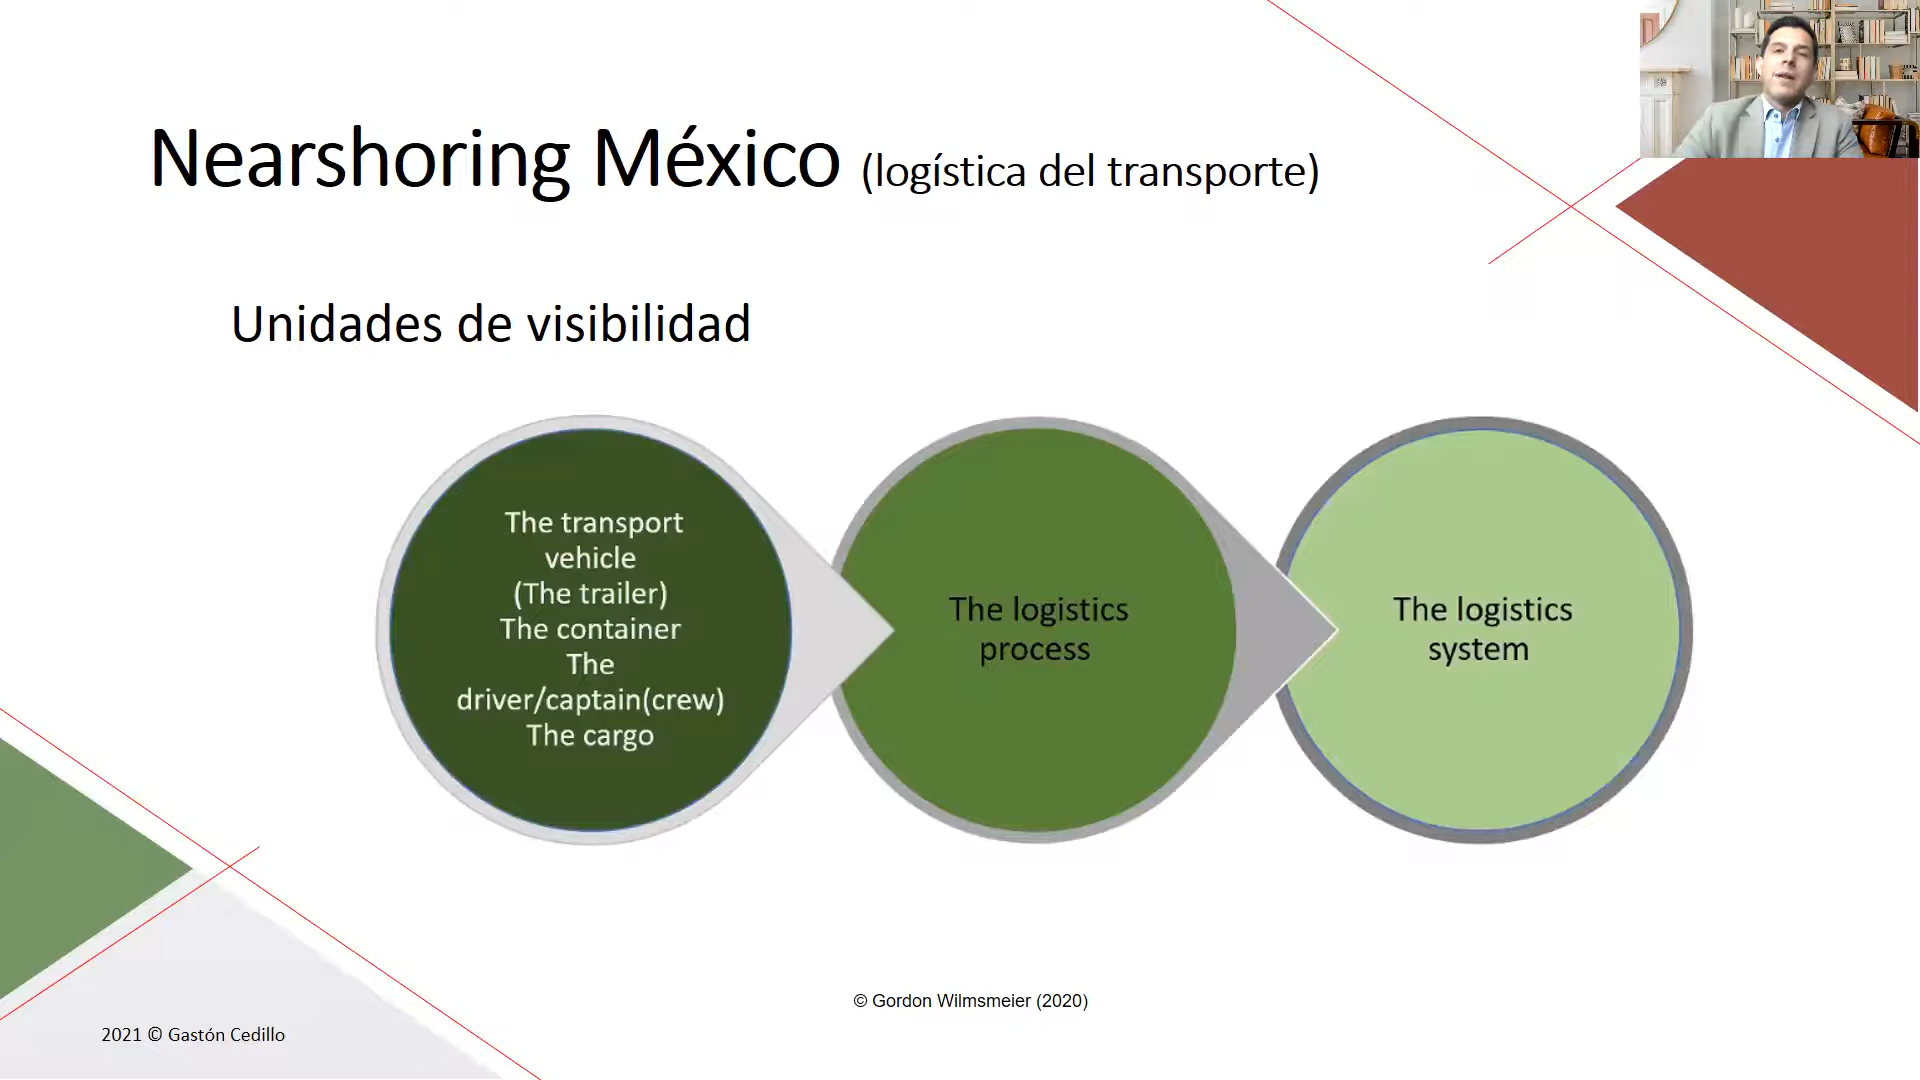 Nearshoring México (logística del transporte)
Unidades de visibilidad
The transport
vehicle
(The trailer)
The container
The
driver/captain(crew)
The cargo
The logistics
process
The logistics
system
© Gordon Wilmsmeier (2020)
2021 © Gastón Cedillo